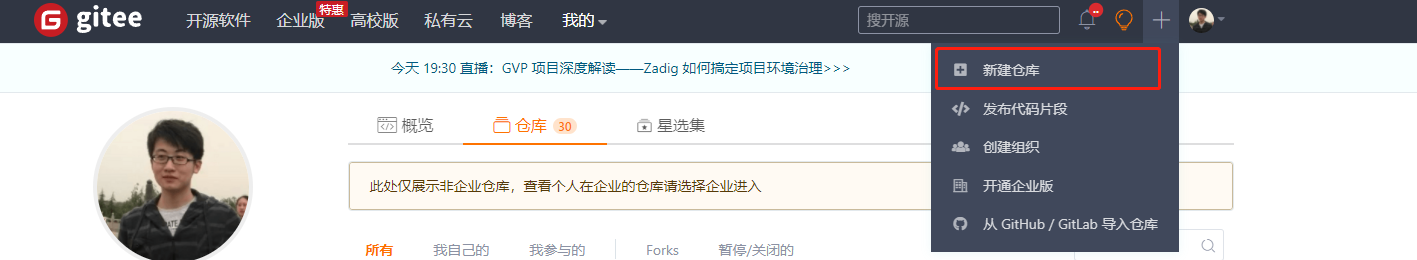 gitee 开源软件 企业版 特惠 高校版 私有云 博客 我的 搜开源
今天 19:30 直播：GVP 项目深度解读——Zadig 如何搞定项目环境治理>>>
新建仓库
发布代码片段
创建组织
开通企业版
从 GitHub / GitLab 导入仓库
概览 仓库 30 星选集
此处仅展示非企业仓库，查看个人在企业的仓库请选择企业进入
所有 我自己的 我参与的 Forks 暂停/关闭的